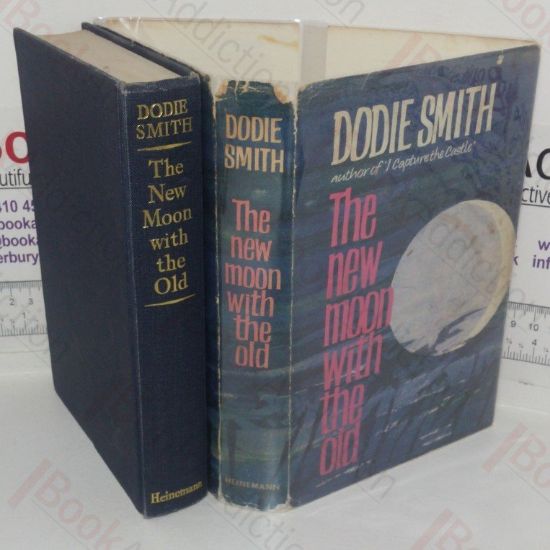 DODIE
SMITH
The
New
Moon
with
the
Old
Heinemann
DODIE
SMITH
The
new
moon
with
the
old
HEINEMANN
DODIE SMITH
author of 'I Capture the Castle'
The
new
moon
with
the
old
BookAddiction